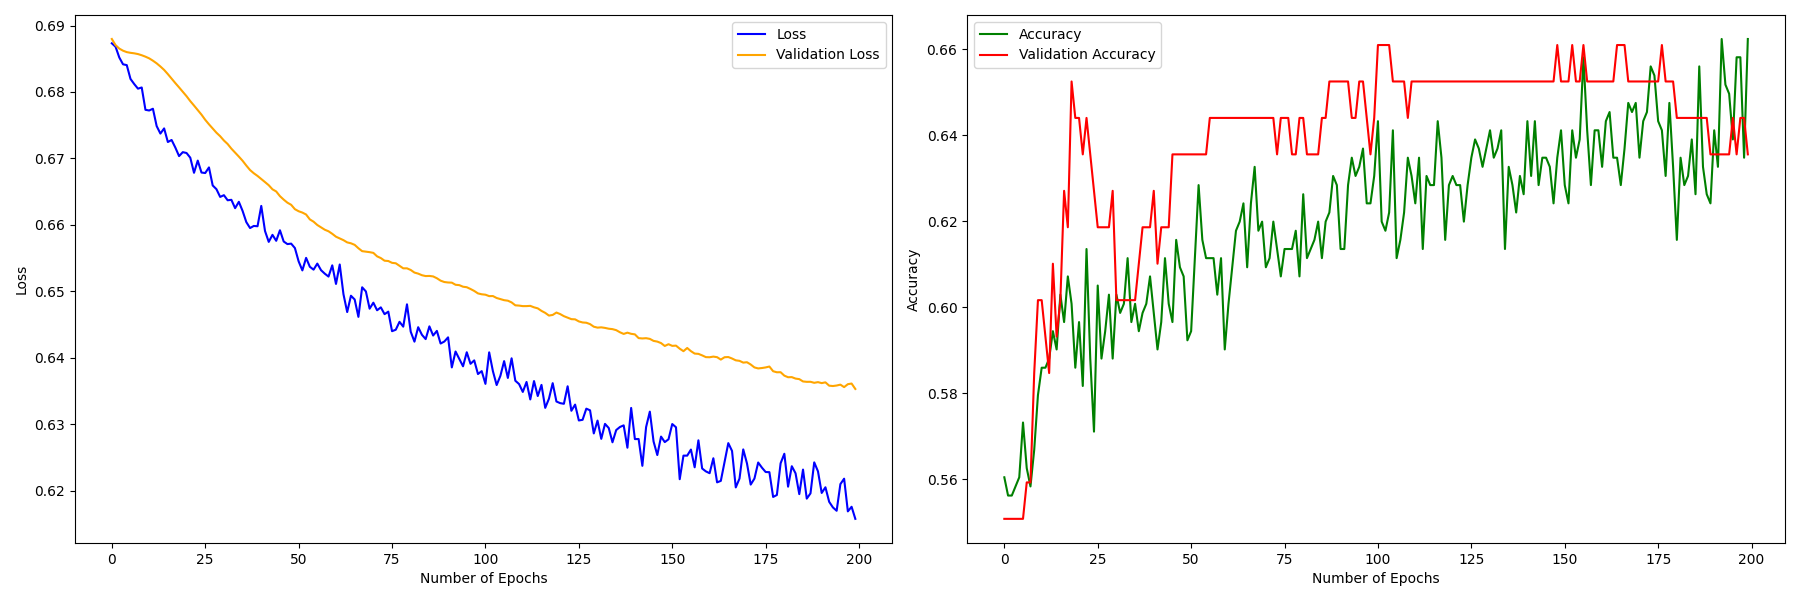 0.69
0.68
0.67
0.66
0.65
0.64
0.63
0.62
Loss
Loss
Validation Loss
0 25 50 75 100 125 150 175 200
Number of Epochs
0.66
0.64
0.62
0.60
0.58
0.56
Accuracy
Accuracy
Validation Accuracy
0 25 50 75 100 125 150 175 200
Number of Epochs